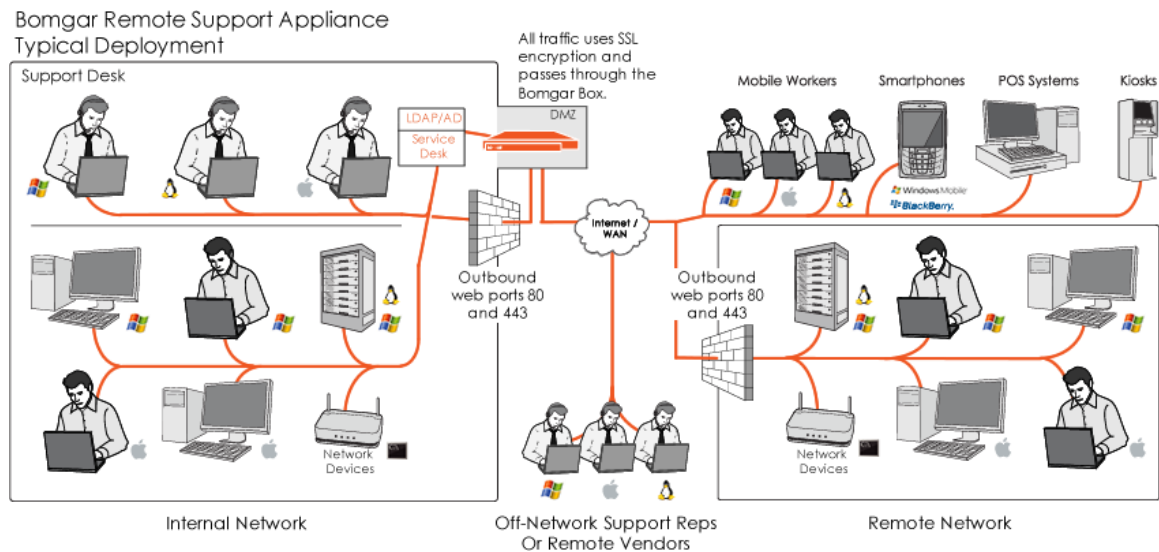 Bomgar Remote Support Appliance
Typical Deployment
Support Desk
All traffic uses SSL
encryption and
passes through the
Bomgar Box.
DMZ
LDAP/AD
Service
Desk
Mobile Workers
Smartphones
POS Systems
Kiosks
Windows Mobile
BlackBerry.
Internet /
WAN
Outbound
web ports 80
and 443
Outbound
web ports 80
and 443
Network
Devices
Network
Devices
Internal Network
Off-Network Support Reps
Or Remote Vendors
Remote Network